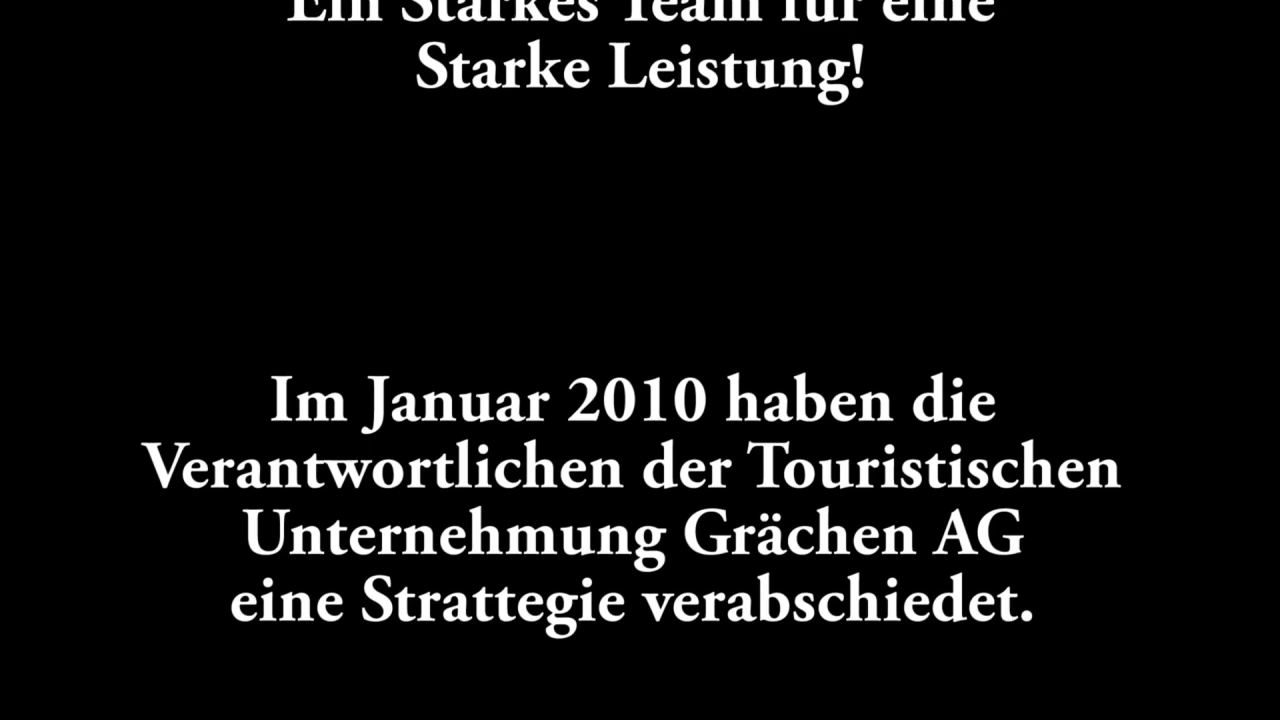 Ein Starkes Team für eine
Starke Leistung!
Im Januar 2010 haben die
Verantwortlichen der Touristischen
Unternehmung Grächen AG
eine Strattegie verabschiedet.